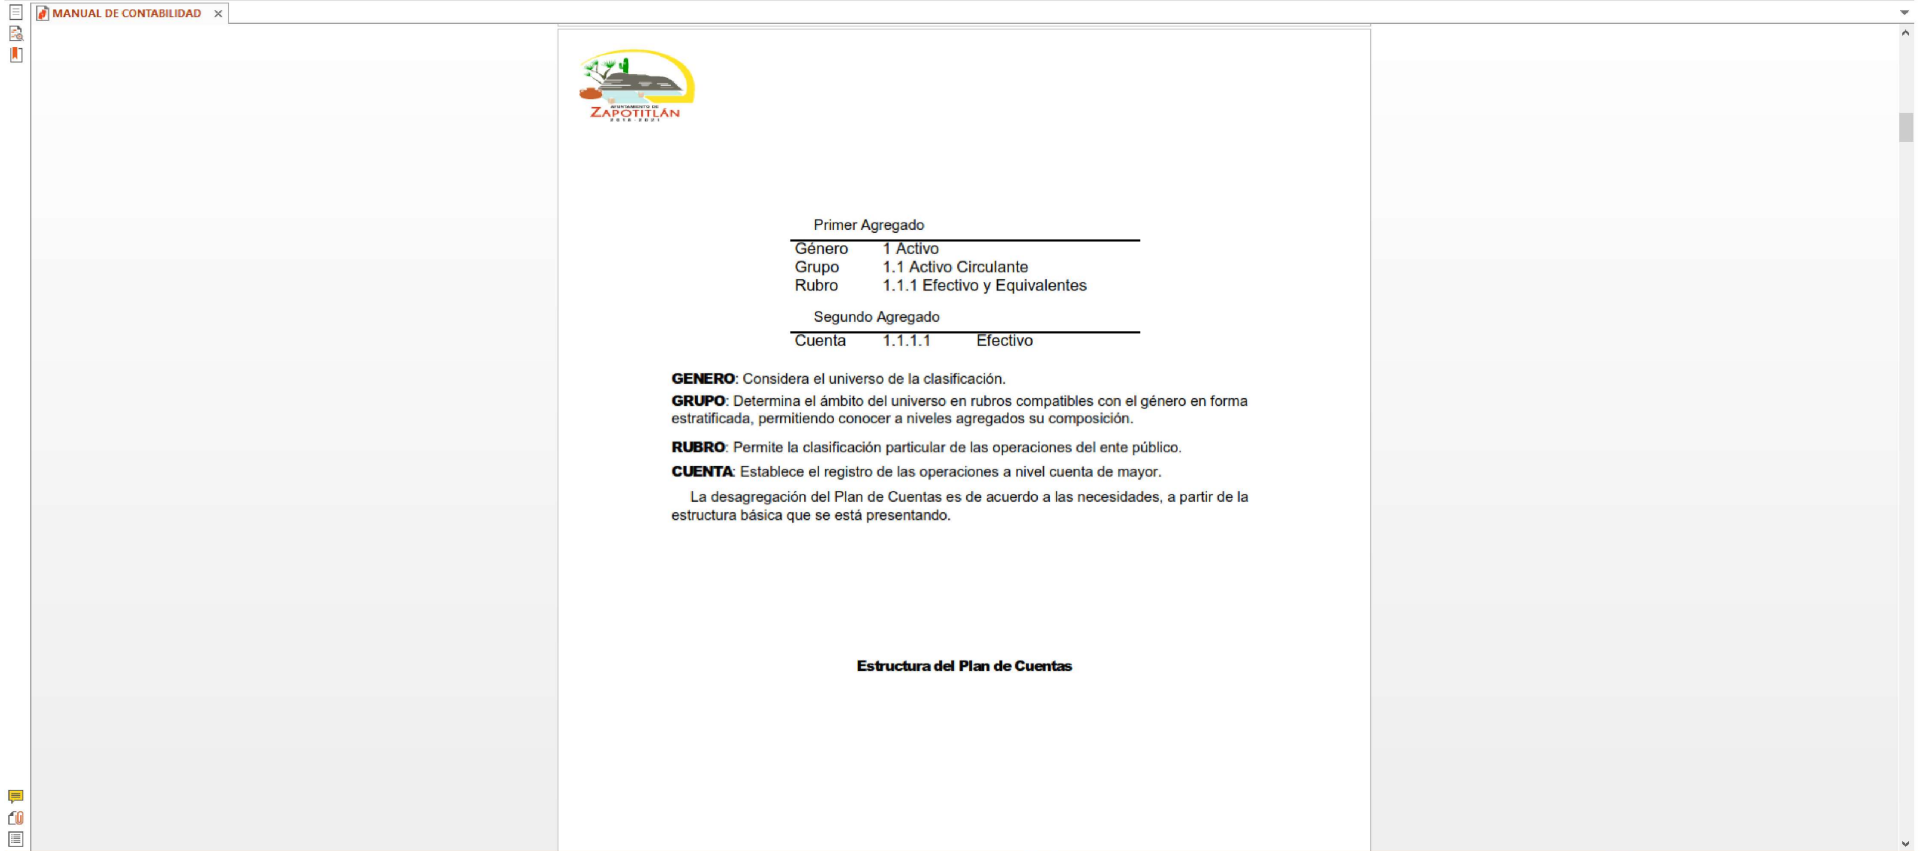 MANUAL DE CONTABILIDAD
AYUNTAMIENTO DE
ZAPOTITLÁN
2018-2021
Primer Agregado
Género 1 Activo
Grupo 1.1 Activo Circulante
Rubro 1.1.1 Efectivo y Equivalentes
Segundo Agregado
Cuenta 1.1.1.1 Efectivo
GENERO: Considera el universo de la clasificación.
GRUPO: Determina el ámbito del universo en rubros compatibles con el género en forma
estratificada, permitiendo conocer a niveles agregados su composición.
RUBRO: Permite la clasificación particular de las operaciones del ente público.
CUENTA: Establece el registro de las operaciones a nivel cuenta de mayor.
La desagregación del Plan de Cuentas es de acuerdo a las necesidades, a partir de la
estructura básica que se está presentando.
Estructura del Plan de Cuentas